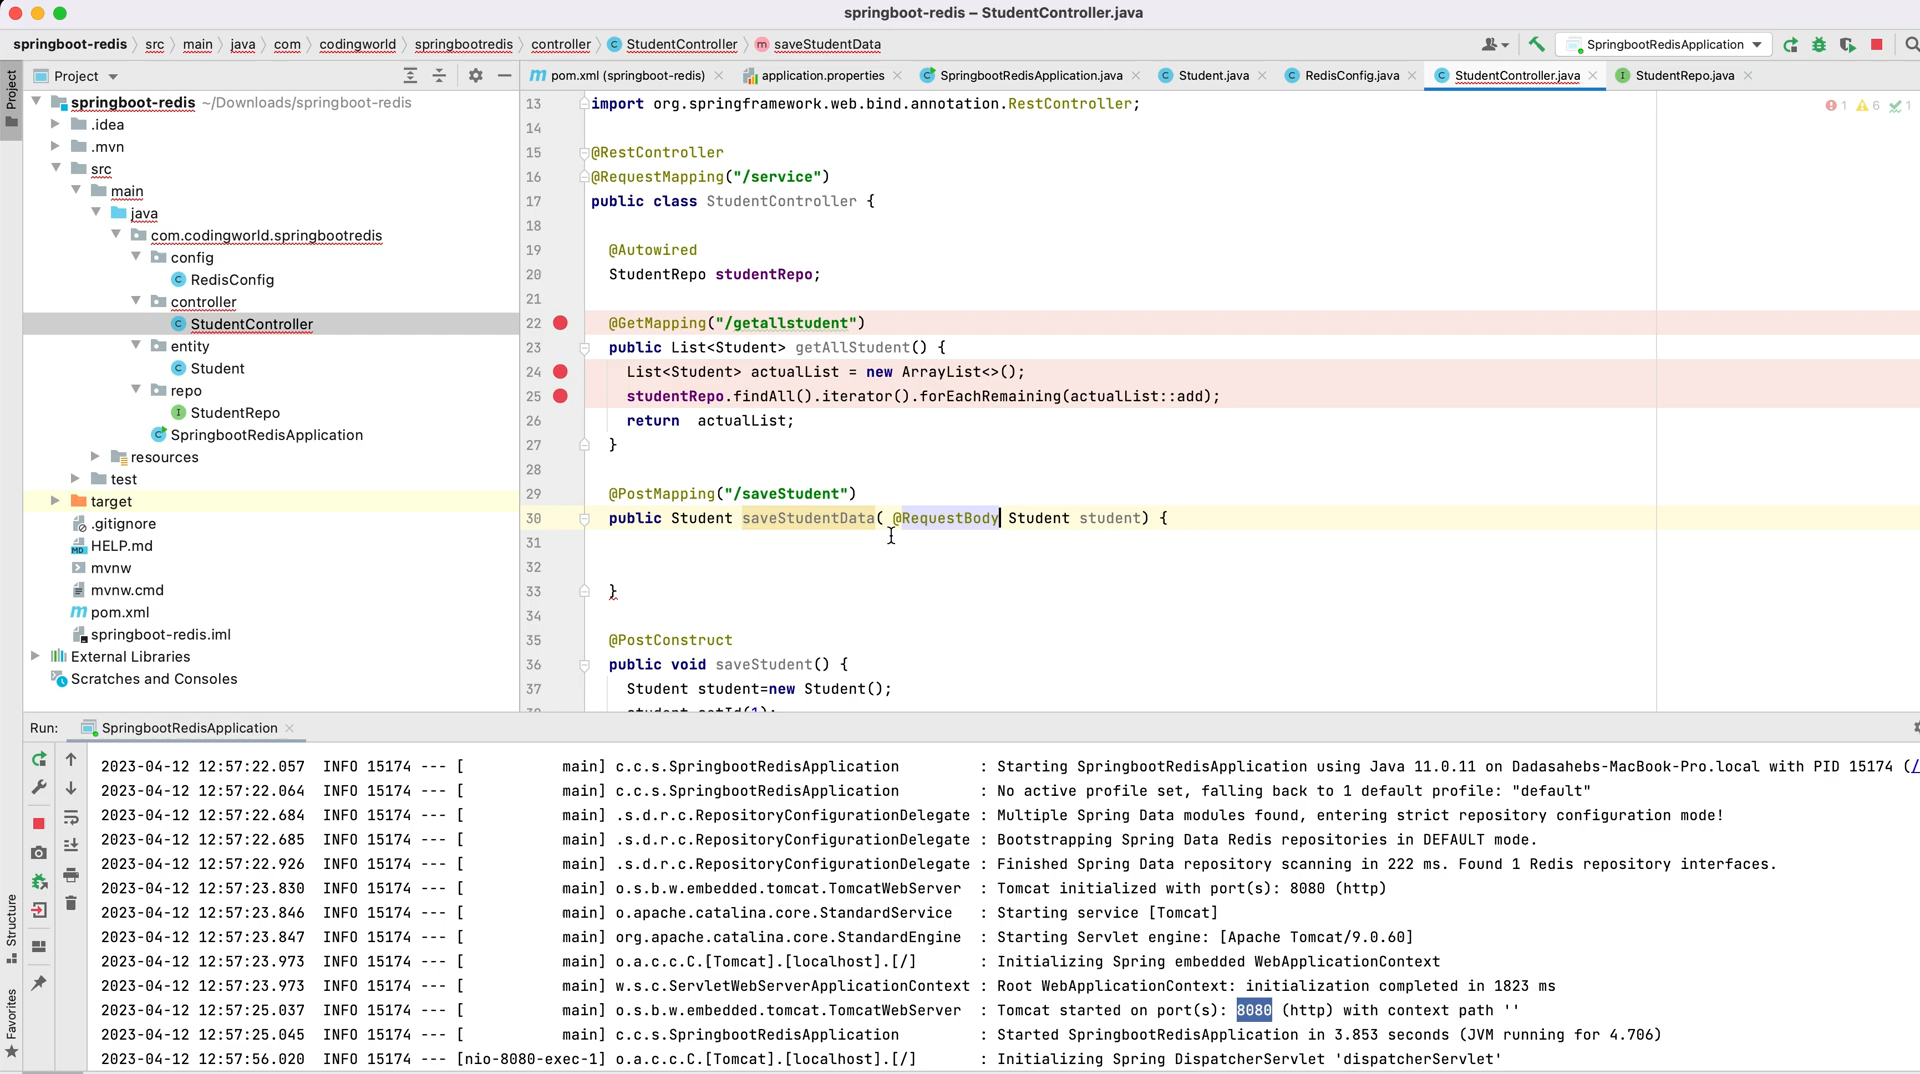 springboot-redis – StudentController.java
springboot-redis src main java com codingworld springbootredis controller StudentController saveStudentData
SpringbootRedisApplication
Project
pom.xml (springboot-redis)
application.properties
SpringbootRedisApplication.java
Student.java
RedisConfig.java
StudentController.java
StudentRepo.java
Project
springboot-redis ~/Downloads/springboot-redis
.idea
.mvn
src
main
java
com.codingworld.springbootredis
config
RedisConfig
controller
StudentController
entity
Student
repo
StudentRepo
SpringbootRedisApplication
resources
test
target
.gitignore
HELP.md
mvnw
mvnw.cmd
pom.xml
springboot-redis.iml
External Libraries
Scratches and Consoles
1 6 1
13 import org.springframework.web.bind.annotation.RestController;
14
15 @RestController
16 @RequestMapping("/service")
17 public class StudentController {
18
19 @Autowired
20 StudentRepo studentRepo;
21
22 @GetMapping("/getallstudent")
23 public List<Student> getAllStudent() {
24 List<Student> actualList = new ArrayList<>();
25 studentRepo.findAll().iterator().forEachRemaining(actualList::add);
26 return  actualList;
27 }
28
29 @PostMapping("/saveStudent")
30 public Student saveStudentData( @RequestBody Student student) {
31
32
33 }
34
35 @PostConstruct
36 public void saveStudent() {
37 Student student=new Student();
38 student.setId(1);
Run: SpringbootRedisApplication
2023-04-12 12:57:22.057  INFO 15174 --- [           main] c.c.s.SpringbootRedisApplication         : Starting SpringbootRedisApplication using Java 11.0.11 on Dadasahebs-MacBook-Pro.local with PID 15174 (/
2023-04-12 12:57:22.064  INFO 15174 --- [           main] c.c.s.SpringbootRedisApplication         : No active profile set, falling back to 1 default profile: "default"
2023-04-12 12:57:22.684  INFO 15174 --- [           main] .s.d.r.c.RepositoryConfigurationDelegate : Multiple Spring Data modules found, entering strict repository configuration mode!
2023-04-12 12:57:22.685  INFO 15174 --- [           main] .s.d.r.c.RepositoryConfigurationDelegate : Bootstrapping Spring Data Redis repositories in DEFAULT mode.
2023-04-12 12:57:22.926  INFO 15174 --- [           main] .s.d.r.c.RepositoryConfigurationDelegate : Finished Spring Data repository scanning in 222 ms. Found 1 Redis repository interfaces.
2023-04-12 12:57:23.830  INFO 15174 --- [           main] o.s.b.w.embedded.tomcat.TomcatWebServer  : Tomcat initialized with port(s): 8080 (http)
2023-04-12 12:57:23.846  INFO 15174 --- [           main] o.apache.catalina.core.StandardService   : Starting service [Tomcat]
2023-04-12 12:57:23.847  INFO 15174 --- [           main] org.apache.catalina.core.StandardEngine  : Starting Servlet engine: [Apache Tomcat/9.0.60]
2023-04-12 12:57:23.973  INFO 15174 --- [           main] o.a.c.c.C.[Tomcat].[localhost].[/]       : Initializing Spring embedded WebApplicationContext
2023-04-12 12:57:23.973  INFO 15174 --- [           main] w.s.c.ServletWebServerApplicationContext : Root WebApplicationContext: initialization completed in 1823 ms
2023-04-12 12:57:25.037  INFO 15174 --- [           main] o.s.b.w.embedded.tomcat.TomcatWebServer  : Tomcat started on port(s): 8080 (http) with context path ''
2023-04-12 12:57:25.045  INFO 15174 --- [           main] c.c.s.SpringbootRedisApplication         : Started SpringbootRedisApplication in 3.853 seconds (JVM running for 4.706)
2023-04-12 12:57:56.020  INFO 15174 --- [nio-8080-exec-1] o.a.c.c.C.[Tomcat].[localhost].[/]       : Initializing Spring DispatcherServlet 'dispatcherServlet'
Structure
Favorites